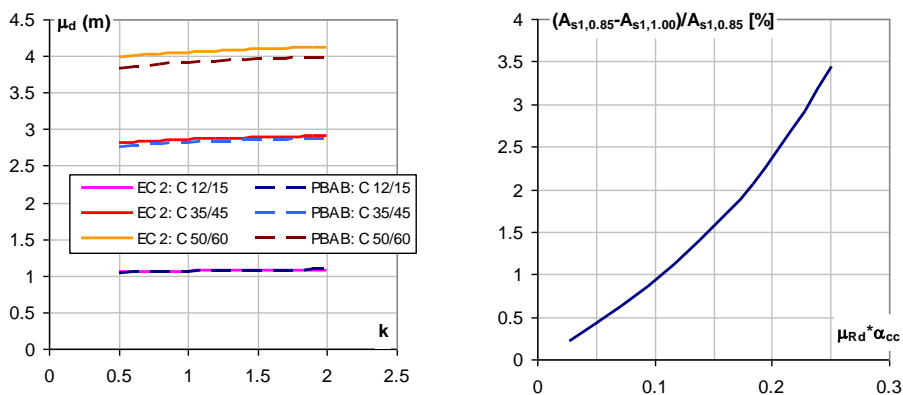 μd (m)
4.5
4
3.5
3
2.5
2
1.5
1
0.5
0
0 0.5 1 1.5 2 2.5
k
EC 2: C 12/15 PBAB: C 12/15
EC 2: C 35/45 PBAB: C 35/45
EC 2: C 50/60 PBAB: C 50/60
(As1,0.85-As1,1.00)/As1,0.85 [%]
4
3.5
3
2.5
2
1.5
1
0.5
0
0 0.1 0.2 0.3
μRd*αcc